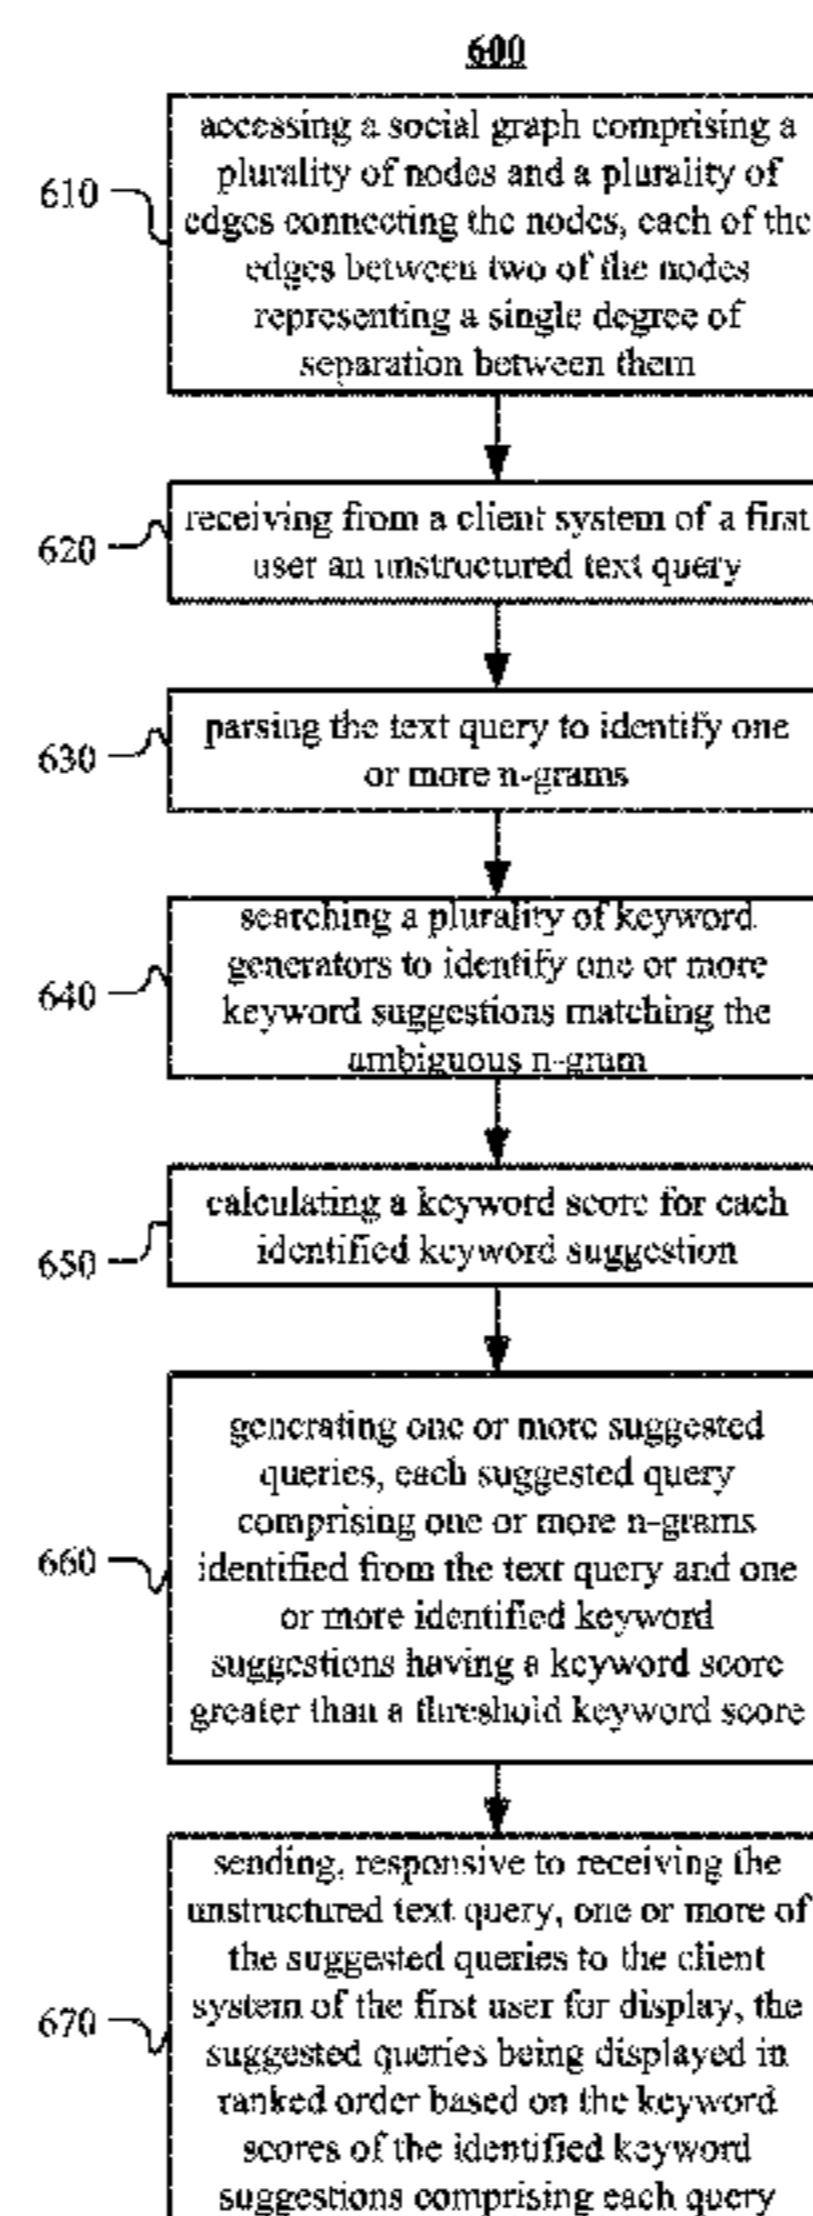 600
610
accessing a social graph comprising a
plurality of nodes and a plurality of
edges connecting the nodes, each of the
edges between two of the nodes
representing a single degree of
separation between them
620
receiving from a client system of a first
user an unstructured text query
630
parsing the text query to identify one
or more n-grams
640
searching a plurality of keyword
generators to identify one or more
keyword suggestions matching the
ambiguous n-gram
650
calculating a keyword score for each
identified keyword suggestion
660
generating one or more suggested
queries, each suggested query
comprising one or more n-grams
identified from the text query and one
or more identified keyword
suggestions having a keyword score
greater than a threshold keyword score
670
sending, responsive to receiving the
unstructured text query, one or more of
the suggested queries to the client
system of the first user for display, the
suggested queries being displayed in
ranked order based on the keyword
scores of the identified keyword
suggestions comprising each query